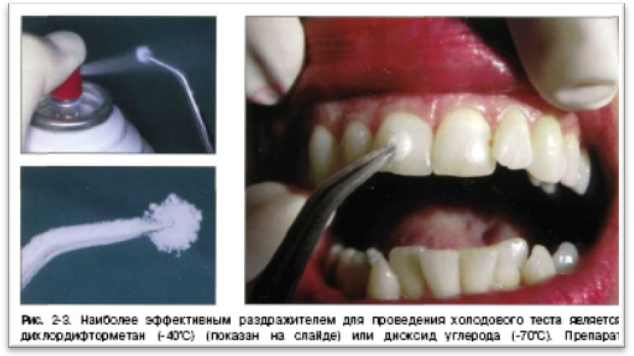 Рис. 2-3. Наиболее эффективным раздражителем для проведения холодового теста является
дихлордифторметан (-40°C) (показан на слайде) или диоксид углерода (-70°C). Препарат